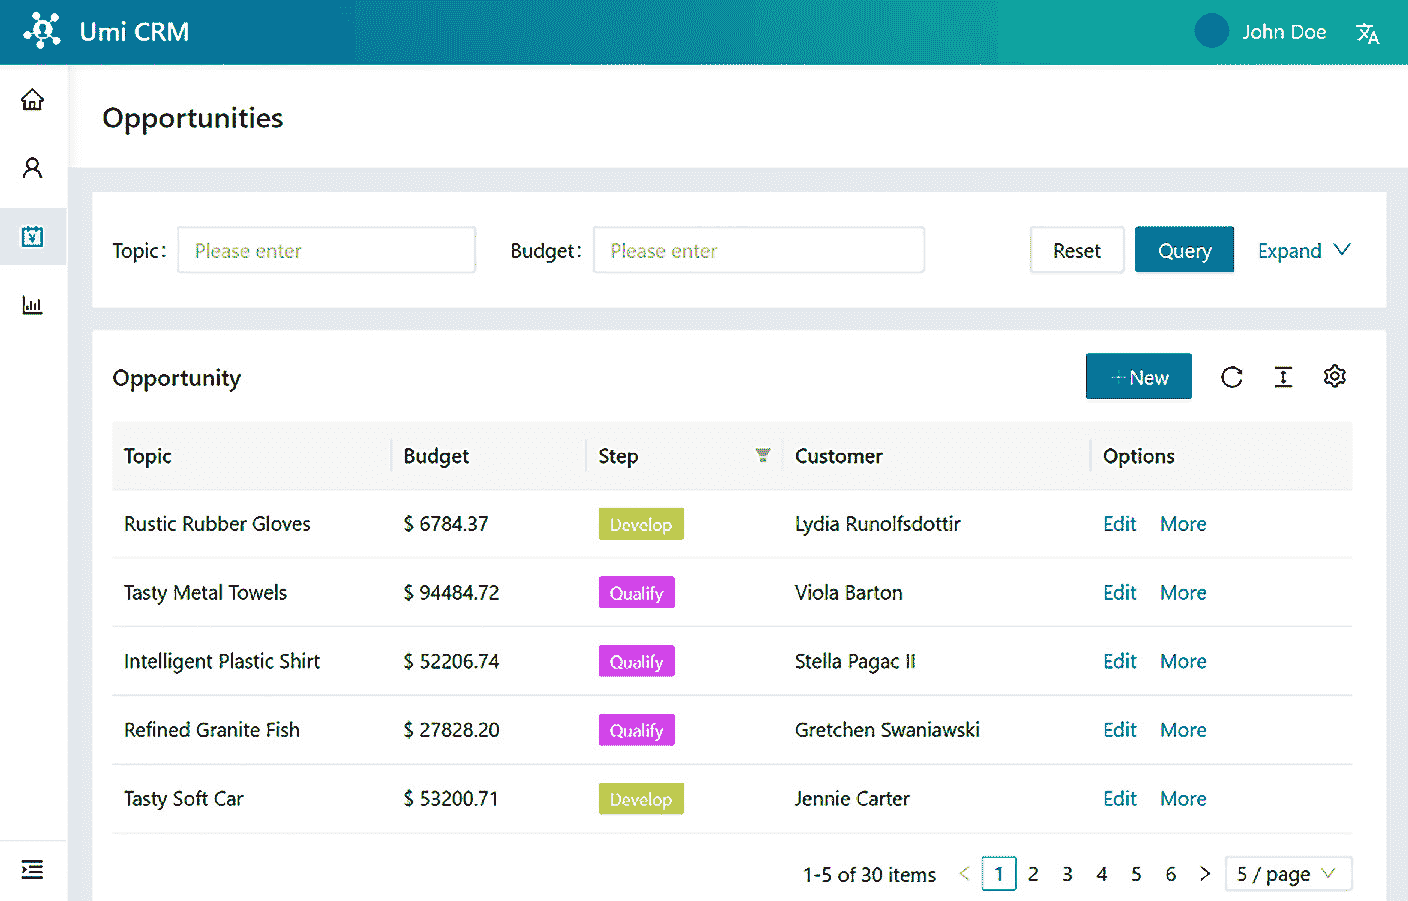 Umi CRM
John Doe
Opportunities
Topic: Please enter Budget: Please enter Reset Query Expand
Opportunity
+ New
Topic Budget Step Customer Options
Rustic Rubber Gloves $ 6784.37 Develop Lydia Runolfsdottir Edit More
Tasty Metal Towels $ 94484.72 Qualify Viola Barton Edit More
Intelligent Plastic Shirt $ 52206.74 Qualify Stella Pagac II Edit More
Refined Granite Fish $ 27828.20 Qualify Gretchen Swaniawski Edit More
Tasty Soft Car $ 53200.71 Develop Jennie Carter Edit More
1-5 of 30 items < 1 2 3 4 5 6 > 5 / page